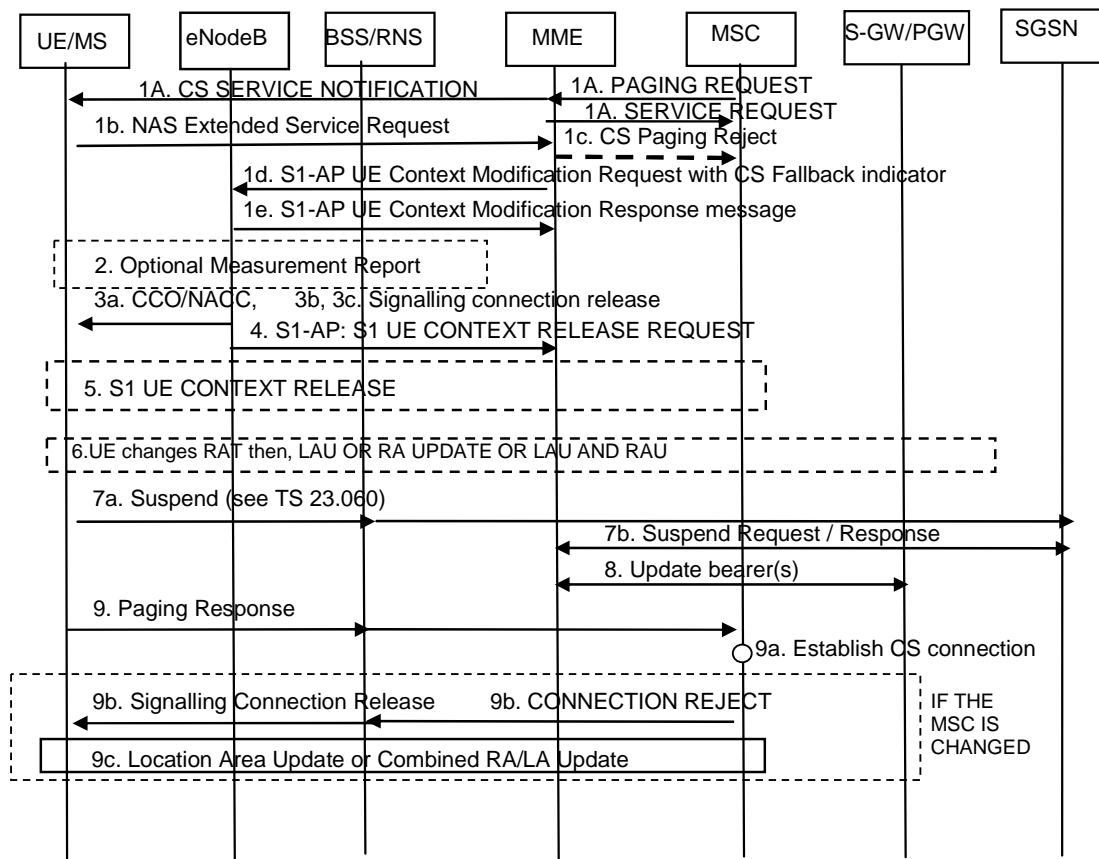 UE/MS
eNodeB
BSS/RNS
MME
MSC
S-GW/PGW
SGSN
1A. CS SERVICE NOTIFICATION
1A. PAGING REQUEST
1A. SERVICE REQUEST
1b. NAS Extended Service Request
1c. CS Paging Reject
1d. S1-AP UE Context Modification Request with CS Fallback indicator
1e. S1-AP UE Context Modification Response message
2. Optional Measurement Report
3a. CCO/NACC, 3b, 3c. Signalling connection release
4. S1-AP: S1 UE CONTEXT RELEASE REQUEST
5. S1 UE CONTEXT RELEASE
6.UE changes RAT then, LAU OR RA UPDATE OR LAU AND RAU
7a. Suspend (see TS 23.060)
7b. Suspend Request / Response
8. Update bearer(s)
9. Paging Response
9a. Establish CS connection
9b. Signalling Connection Release
9b. CONNECTION REJECT
IF THE
MSC IS
CHANGED
9c. Location Area Update or Combined RA/LA Update